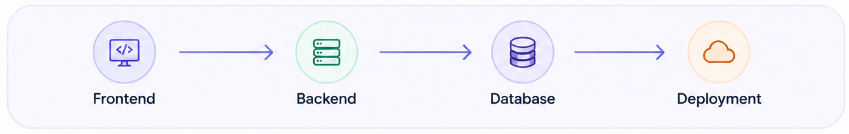 Frontend
Backend
Database
Deployment